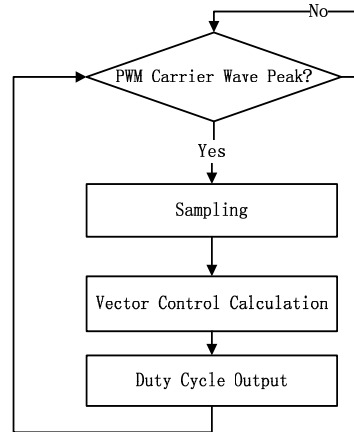 No
PWM Carrier Wave Peak?
Yes
Sampling
Vector Control Calculation
Duty Cycle Output